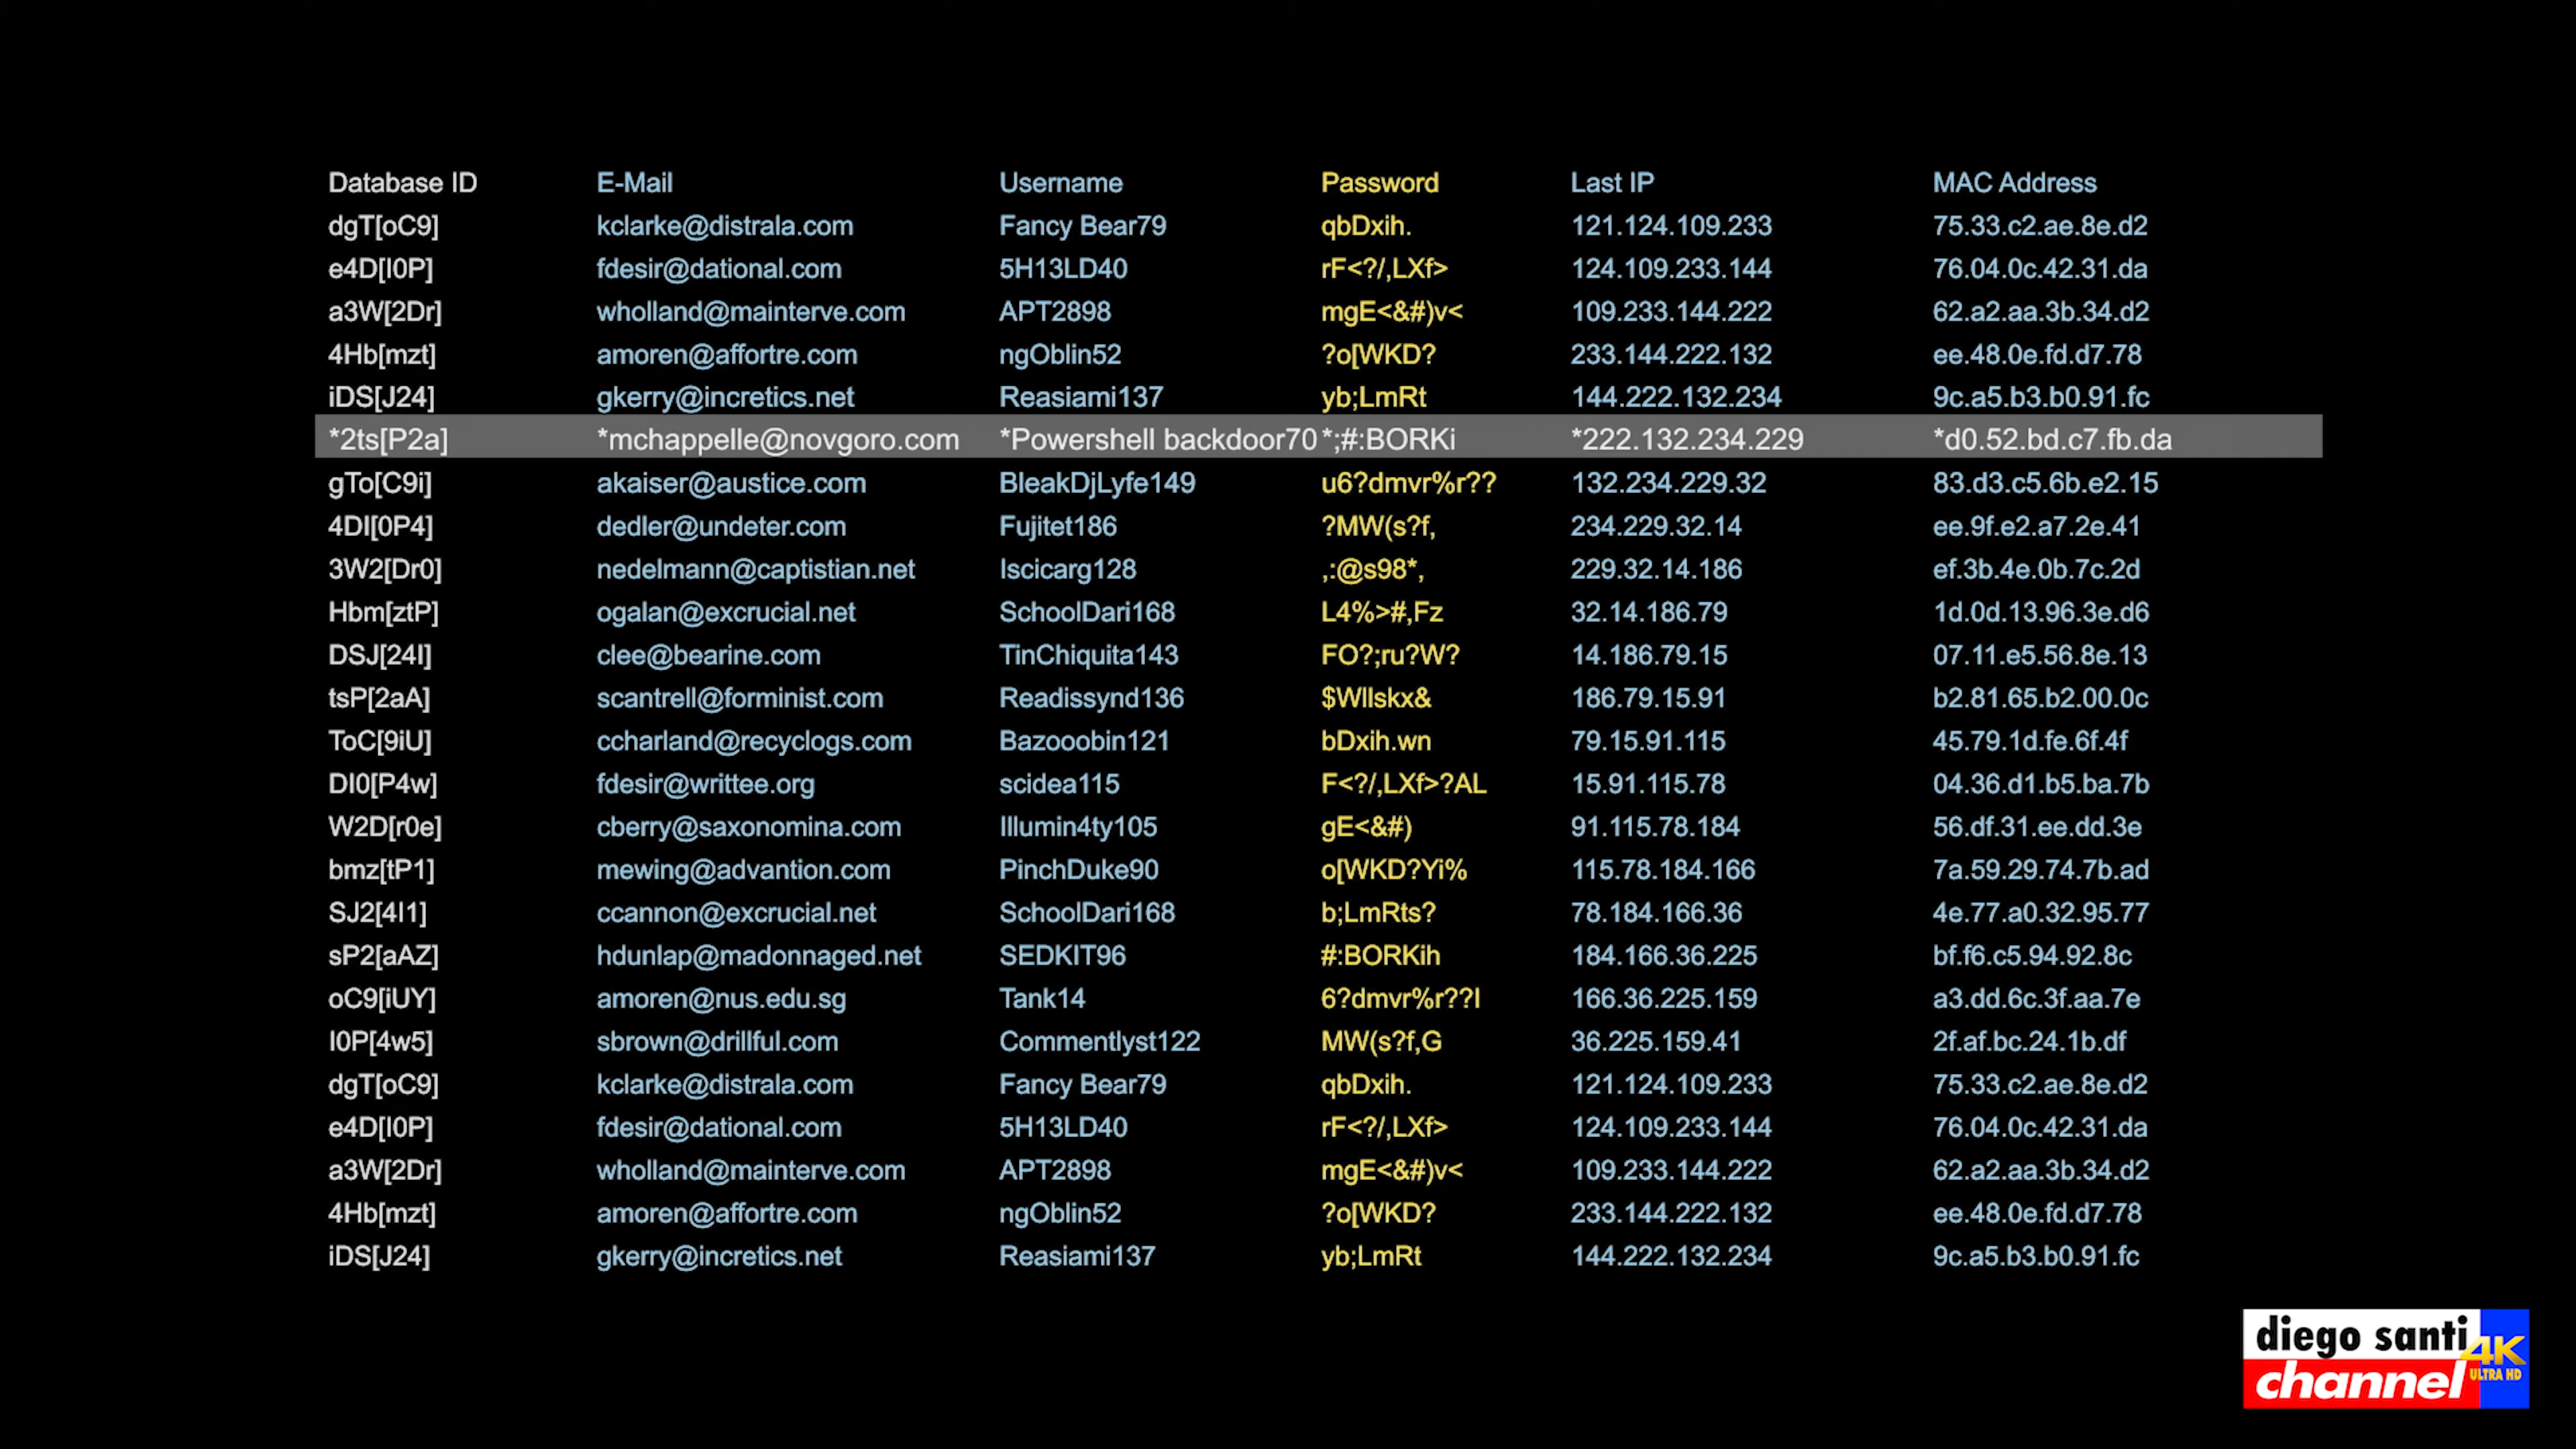 Database ID E-Mail Username Password Last IP MAC Address
dgT[oC9] kclarke@distrala.com Fancy Bear79 qbDxih. 121.124.109.233 75.33.c2.ae.8e.d2
e4D[I0P] fdesir@dational.com 5H13LD40 rF<?/,LXf> 124.109.233.144 76.04.0c.42.31.da
a3W[2Dr] wholland@mainterve.com APT2898 mgE<&#)v< 109.233.144.222 62.a2.aa.3b.34.d2
4Hb[mzt] amoren@affortre.com ngOblin52 ?o[WKD? 233.144.222.132 ee.48.0e.fd.d7.78
iDS[J24] gkerry@incretics.net Reasiami137 yb;LmRt 144.222.132.234 9c.a5.b3.b0.91.fc
*2ts[P2a] *mchappelle@novgoro.com *Powershell backdoor70 *;#:BORKi *222.132.234.229 *d0.52.bd.c7.fb.da
gTo[C9i] akaiser@austice.com BleakDjLyfe149 u6?dmvr%r?? 132.234.229.32 83.d3.c5.6b.e2.15
4DI[0P4] dedler@undeter.com Fujitet186 ?MW(s?f, 234.229.32.14 ee.9f.e2.a7.2e.41
3W2[Dr0] nedelmann@captistian.net Iscicarg128 ,:@s98*, 229.32.14.186 ef.3b.4e.0b.7c.2d
Hbm[ztP] ogalan@excrucial.net SchoolDari168 L4%>#,Fz 32.14.186.79 1d.0d.13.96.3e.d6
DSJ[24I] clee@bearine.com TinChiquita143 FO?;ru?W? 14.186.79.15 07.11.e5.56.8e.13
tsP[2aA] scantrell@forminist.com Readissynd136 $WIlskx& 186.79.15.91 b2.81.65.b2.00.0c
ToC[9iU] ccharland@recyclogs.com Bazooobin121 bDxih.wn 79.15.91.115 45.79.1d.fe.6f.4f
DI0[P4w] fdesir@writtee.org scidea115 F<?/,LXf>?AL 15.91.115.78 04.36.d1.b5.ba.7b
W2D[r0e] cberry@saxonomina.com Illumin4ty105 gE<&#) 91.115.78.184 56.df.31.ee.dd.3e
bmz[tP1] mewing@advantion.com PinchDuke90 o[WKD?Yi% 115.78.184.166 7a.59.29.74.7b.ad
SJ2[4I1] ccannon@excrucial.net SchoolDari168 b;LmRts? 78.184.166.36 4e.77.a0.32.95.77
sP2[aAZ] hdunlap@madonnaged.net SEDKIT96 #:BORKih 184.166.36.225 bf.f6.c5.94.92.8c
oC9[iUY] amoren@nus.edu.sg Tank14 6?dmvr%r??I 166.36.225.159 a3.dd.6c.3f.aa.7e
I0P[4w5] sbrown@drillful.com Commentlyst122 MW(s?f,G 36.225.159.41 2f.af.bc.24.1b.df
dgT[oC9] kclarke@distrala.com Fancy Bear79 qbDxih. 121.124.109.233 75.33.c2.ae.8e.d2
e4D[I0P] fdesir@dational.com 5H13LD40 rF<?/,LXf> 124.109.233.144 76.04.0c.42.31.da
a3W[2Dr] wholland@mainterve.com APT2898 mgE<&#)v< 109.233.144.222 62.a2.aa.3b.34.d2
4Hb[mzt] amoren@affortre.com ngOblin52 ?o[WKD? 233.144.222.132 ee.48.0e.fd.d7.78
iDS[J24] gkerry@incretics.net Reasiami137 yb;LmRt 144.222.132.234 9c.a5.b3.b0.91.fc
diego santi
4K
ULTRA HD
channel